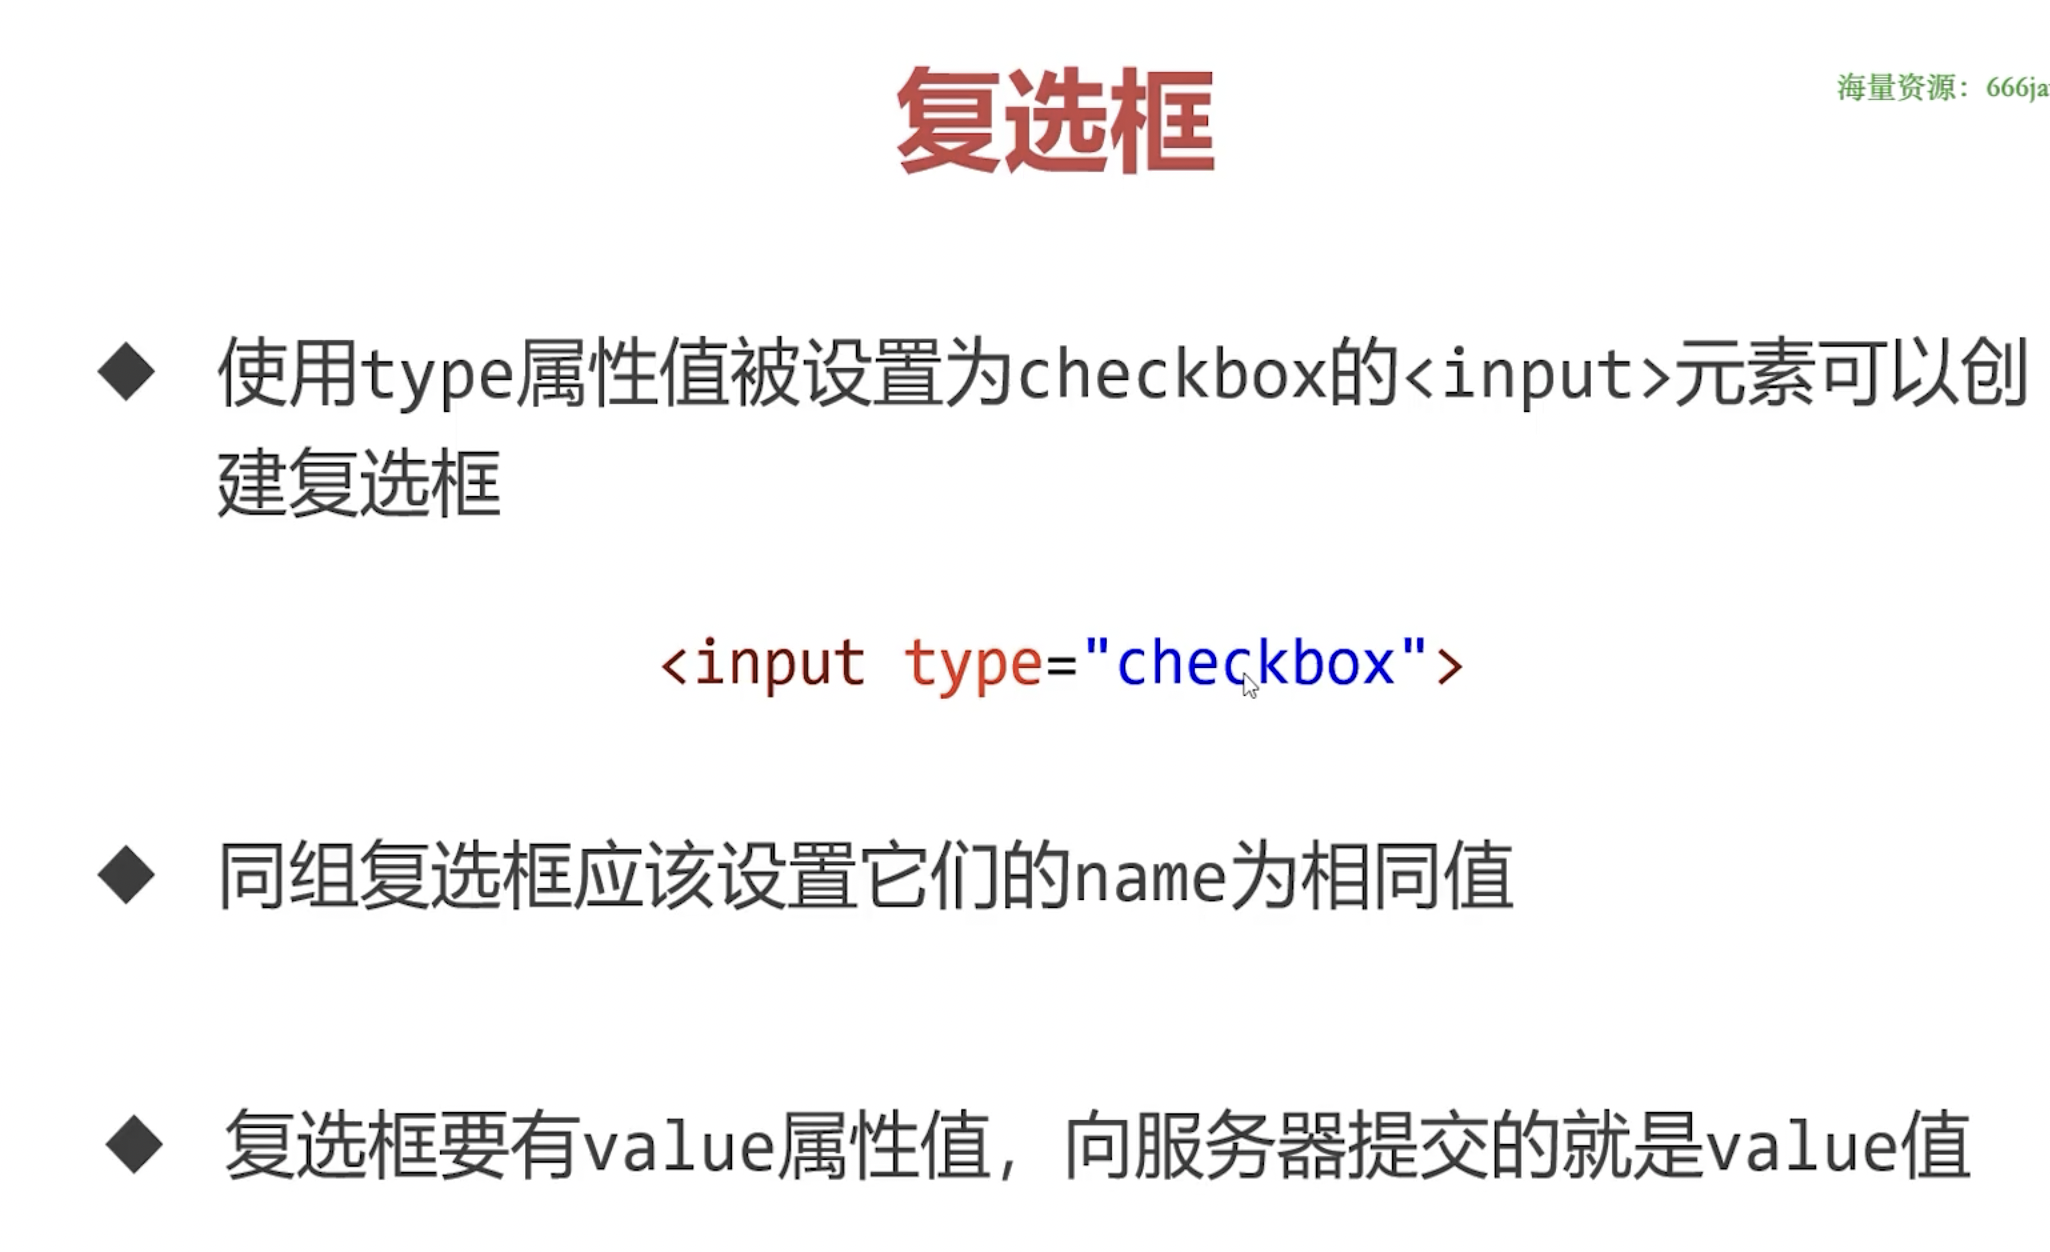 复选框
海量资源：666ja
使用type属性值被设置为checkbox的<input>元素可以创
建复选框
<input type="checkbox">
同组复选框应该设置它们的name为相同值
复选框要有value属性值，向服务器提交的就是value值